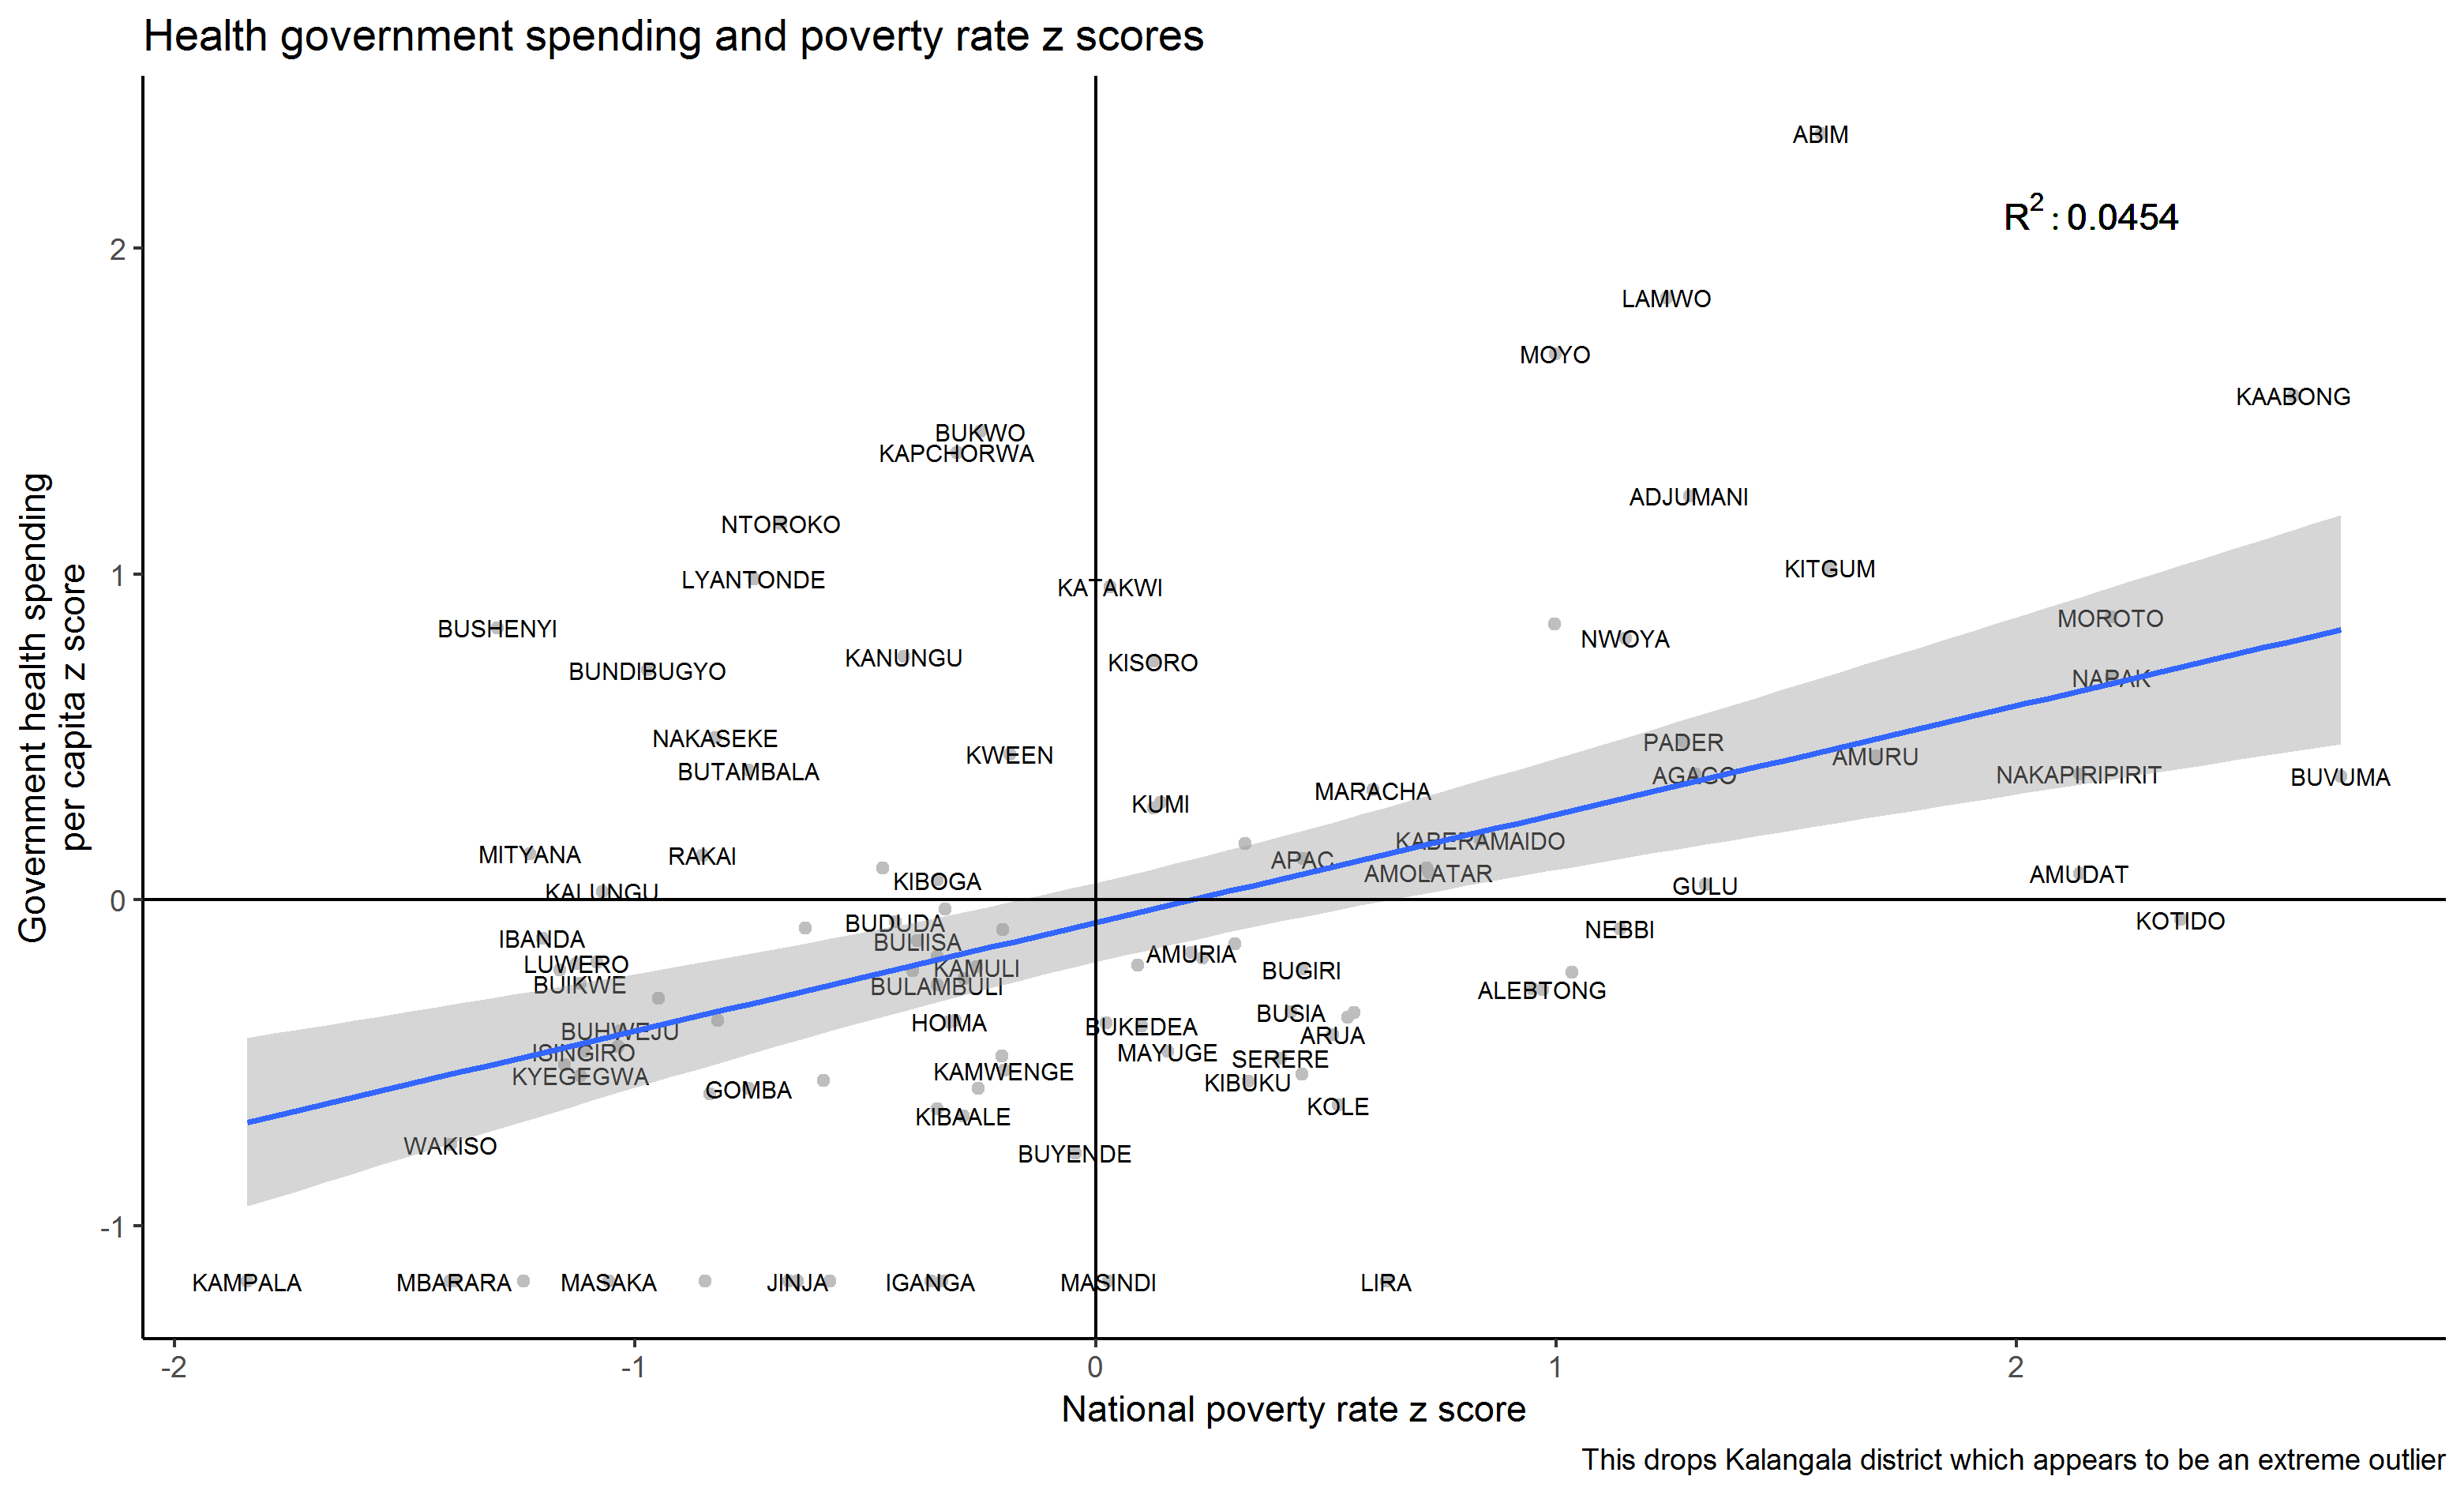 Health government spending and poverty rate z scores
ABIM
R²: 0.0454
2
LAMWO
MOYO
KAABONG
BUKWO
KAPCHORWA
ADJUMANI
NTOROKO
KITGUM
1
LYANTONDE
KATAKWI
MOROTO
BUSHENYI
NWOYA
KANUNGU
KISORO
BUNDIBUGYO
NAPAK
NAKASEKE
PADER
KWEEN
AMURU
BUTAMBALA
AGAGO
NAKAPIRIPIRIT
BUVUMA
MARACHA
KUMI
KABERAMAIDO
MITYANA
RAKAI
APAC
AMOLATAR
AMUDAT
KIBOGA
GULU
KALUNGU
0
BUDUDA
KOTIDO
NEBBI
IBANDA
BULIISA
AMURIA
LUWERO
KAMULI
BUGIRI
BUIKWE
BULAMBULI
ALEBTONG
BUSIA
HOIMA
BUKEDEA
BUHWEJU
ARUA
ISINGIRO
MAYUGE
SERERE
KAMWENGE
KYEGEGWA
KIBUKU
GOMBA
KOLE
KIBAALE
WAKISO
BUYENDE
-1
KAMPALA
MBARARA
MASAKA
JINJA
IGANGA
MASINDI
LIRA
Government health spending
per capita z score
-2
-1
0
1
2
National poverty rate z score
This drops Kalangala district which appears to be an extreme outlier